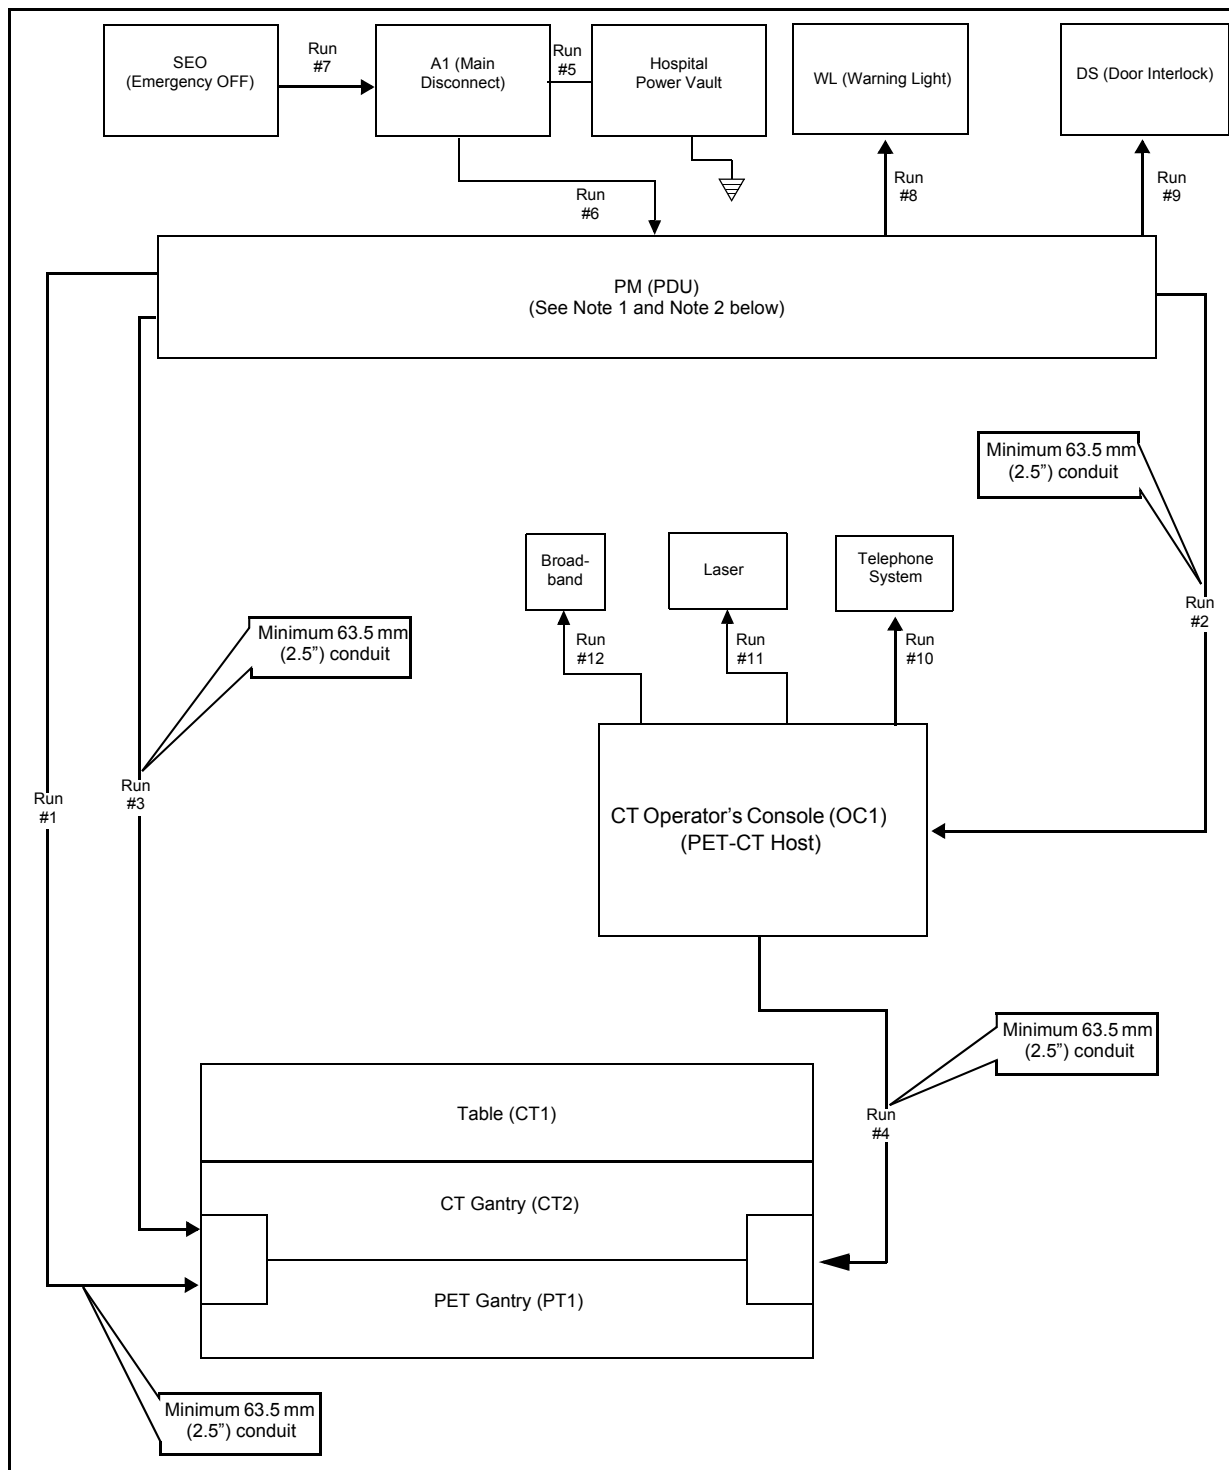 SEO
(Emergency OFF)
Run
#7
A1 (Main
Disconnect)
Run
#5
Hospital
Power Vault
WL (Warning Light)
DS (Door Interlock)
Run
#6
Run
#8
Run
#9
PM (PDU)
(See Note 1 and Note 2 below)
Minimum 63.5 mm
(2.5”) conduit
Broad-
band
Laser
Telephone
System
Run
#2
Minimum 63.5 mm
(2.5”) conduit
Run
#12
Run
#11
Run
#10
Run
#1
Run
#3
CT Operator’s Console (OC1)
(PET-CT Host)
Minimum 63.5 mm
(2.5”) conduit
Run
#4
Table (CT1)
CT Gantry (CT2)
PET Gantry (PT1)
Minimum 63.5 mm
(2.5”) conduit